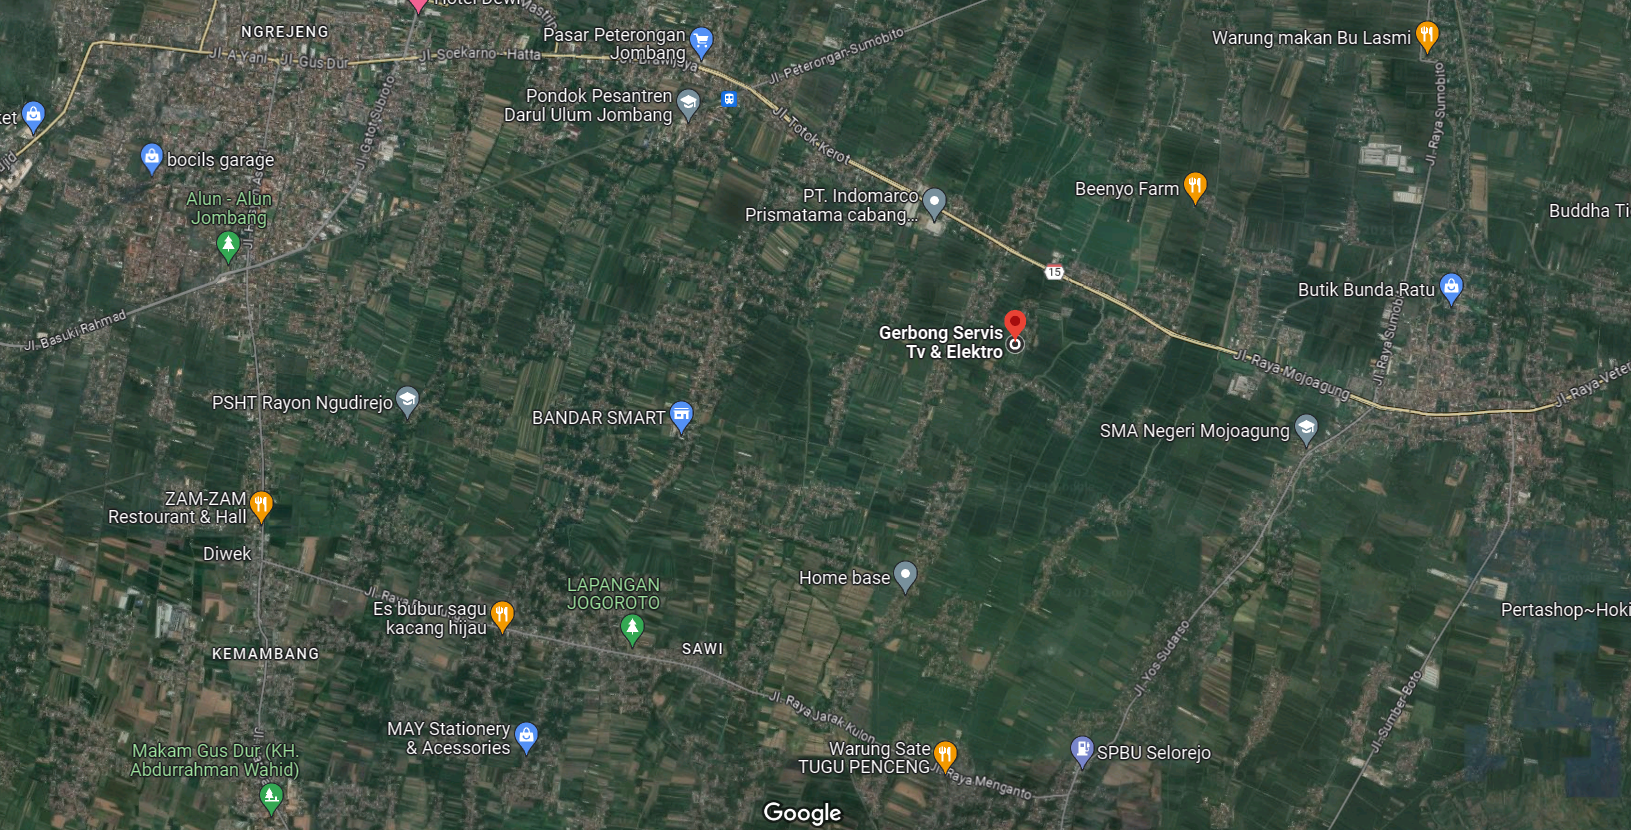 Hotel Dewi
NGREJENG
Pasar Peterongan
Jombang
Jl. A Yani
Jl. Gus Dur
Jl. Soekarno - Hatta
Jl. Peterongan-Sumobito
Warung makan Bu Lasmi
Pondok Pesantren
Darul Ulum Jombang
Jl. Totok Kerot
Jl. Gatot Subroto
Jl. Raya Sumobito
bocils garage
Alun - Alun
Jombang
PT. Indomarco
Prismatama cabang...
Beenyo Farm
15
Butik Bunda Ratu
Jl. Basuki Rahmad
Gerbong Servis
Tv & Elektro
Jl. Raya Mojoagung
PSHT Rayon Ngudirejo
BANDAR SMART
SMA Negeri Mojoagung
ZAM-ZAM
Restourant & Hall
Diwek
Home base
LAPANGAN
JOGOROTO
Es bubur sagu
kacang hijau
Pertashop~Hoki
KEMAMBANG
SAWI
Jl. Yos Sudarso
Jl. Raya Jarak Kulon
Jl. Sumber Boto
MAY Stationery
& Acessories
Makam Gus Dur (KH.
Abdurrahman Wahid)
Warung Sate
TUGU PENCENG
SPBU Selorejo
Raya Menganto
Google